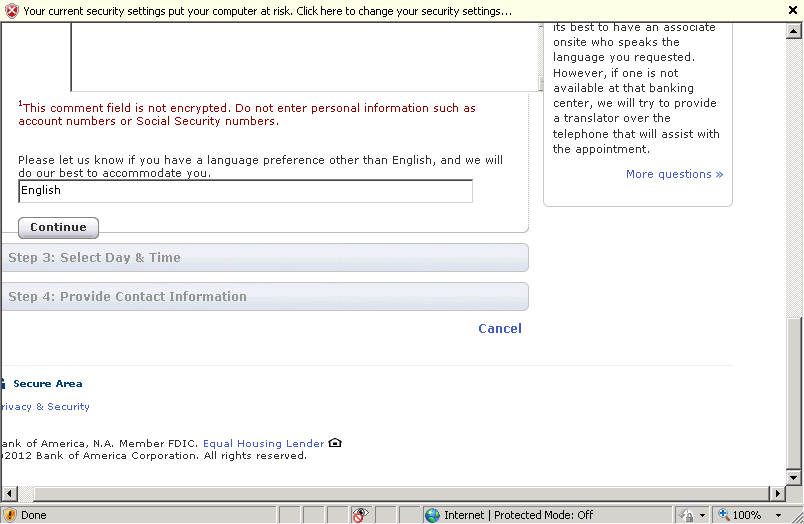 Your current security settings put your computer at risk. Click here to change your security settings...
its best to have an associate
onsite who speaks the
language you requested.
However, if one is not
available at that banking
center, we will try to provide
a translator over the
telephone that will assist with
the appointment.
More questions »
1This comment field is not encrypted. Do not enter personal information such as
account numbers or Social Security numbers.
Please let us know if you have a language preference other than English, and we will
do our best to accommodate you.
English
Continue
Step 3: Select Day & Time
Step 4: Provide Contact Information
Cancel
Secure Area
rivacy & Security
ank of America, N.A. Member FDIC. Equal Housing Lender
2012 Bank of America Corporation. All rights reserved.
Done
Internet | Protected Mode: Off
100%